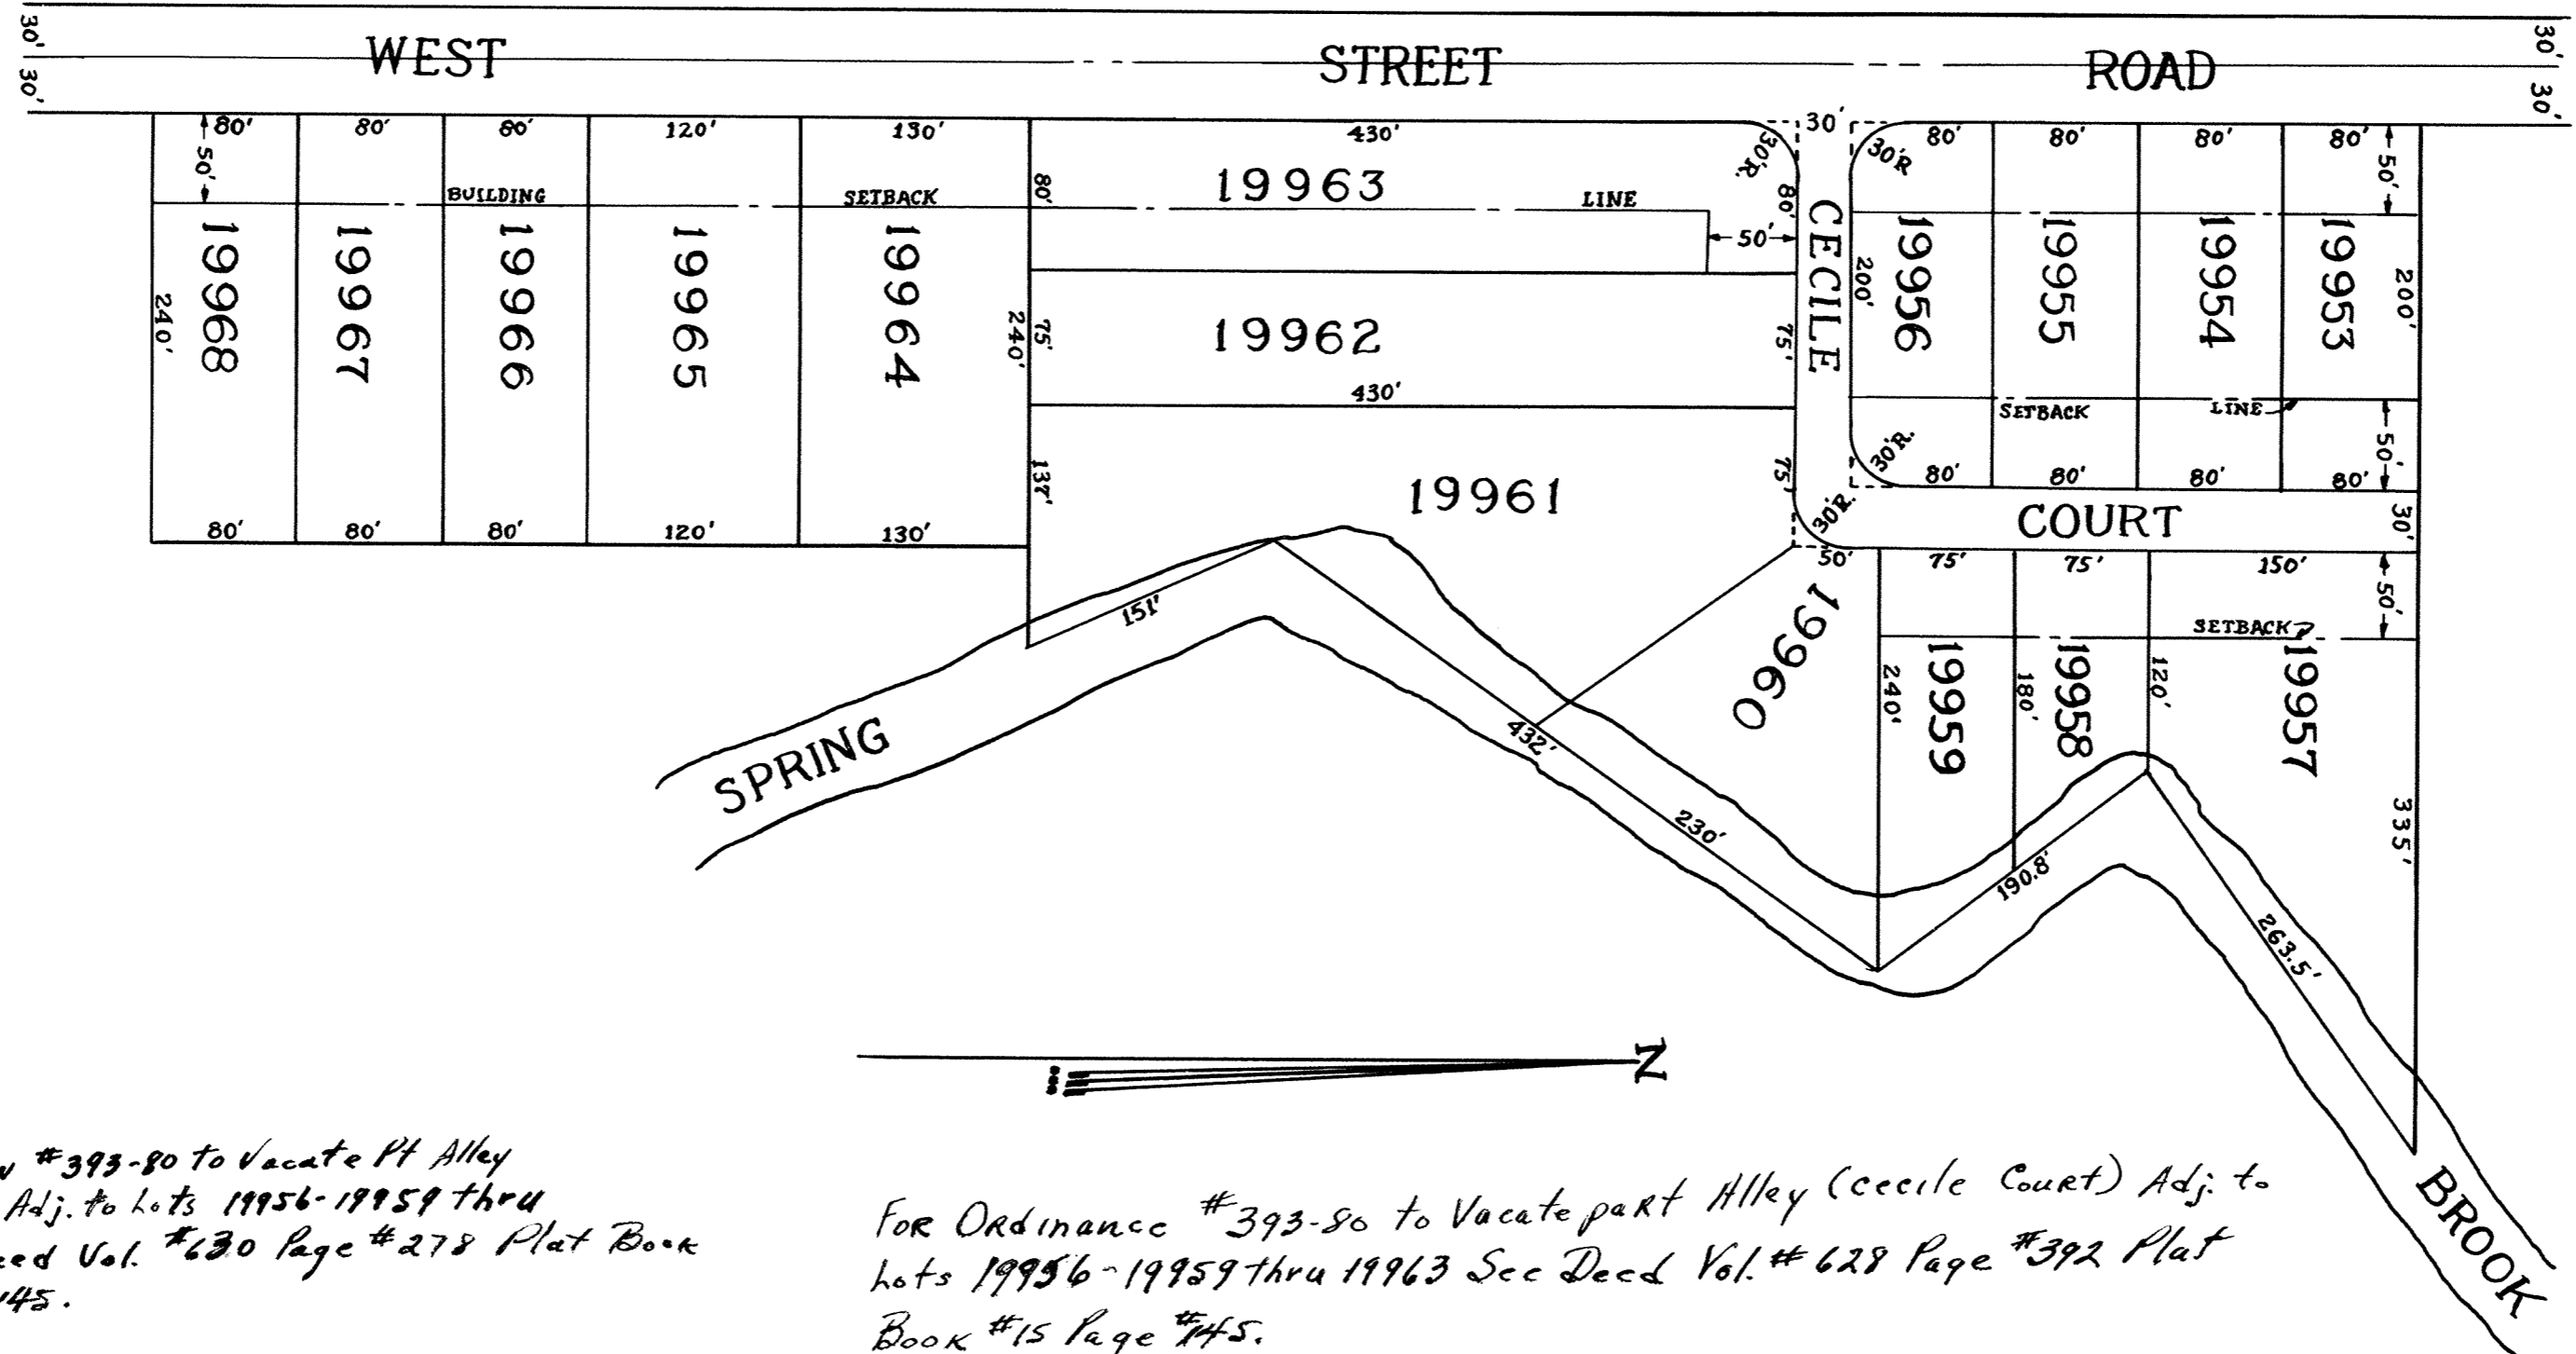 30' 30'
WEST STREET ROAD
30' 30'
80' 80' 80' 120' 130' 430' 30' 80' 80' 80' 80'
50' 30'R. 30'R 50'
BUILDING SETBACK LINE
80' 80' 50'
19968 19967 19966 19965 19964 19963
240' 240'
CECILE
200' 19956 19955 19954 19953 200'
75' 19962 75'
430'
SETBACK LINE
50'
137' 19961 75' 30'R. 30'R.
80' 80' 80' 80'
80' 80' 80' 120' 130'
COURT 30'
50' 75' 75' 150' 50'
151' 19960
SETBACK
240' 19959 180' 19958 120' 19957
335'
SPRING
432'
230'
190.8'
263.5'
N
BROOK
#393-80 to Vacate Pt Alley
Adj. to Lots 19956-19959 thru
Vol. #630 Page #278 Plat Book
145.
FOR Ordinance #393-80 to Vacate part Alley (Cecile Court) Adj. to
Lots 19956-19959 thru 19963 See Deed Vol. #628 Page #392 Plat
Book #15 Page #145.